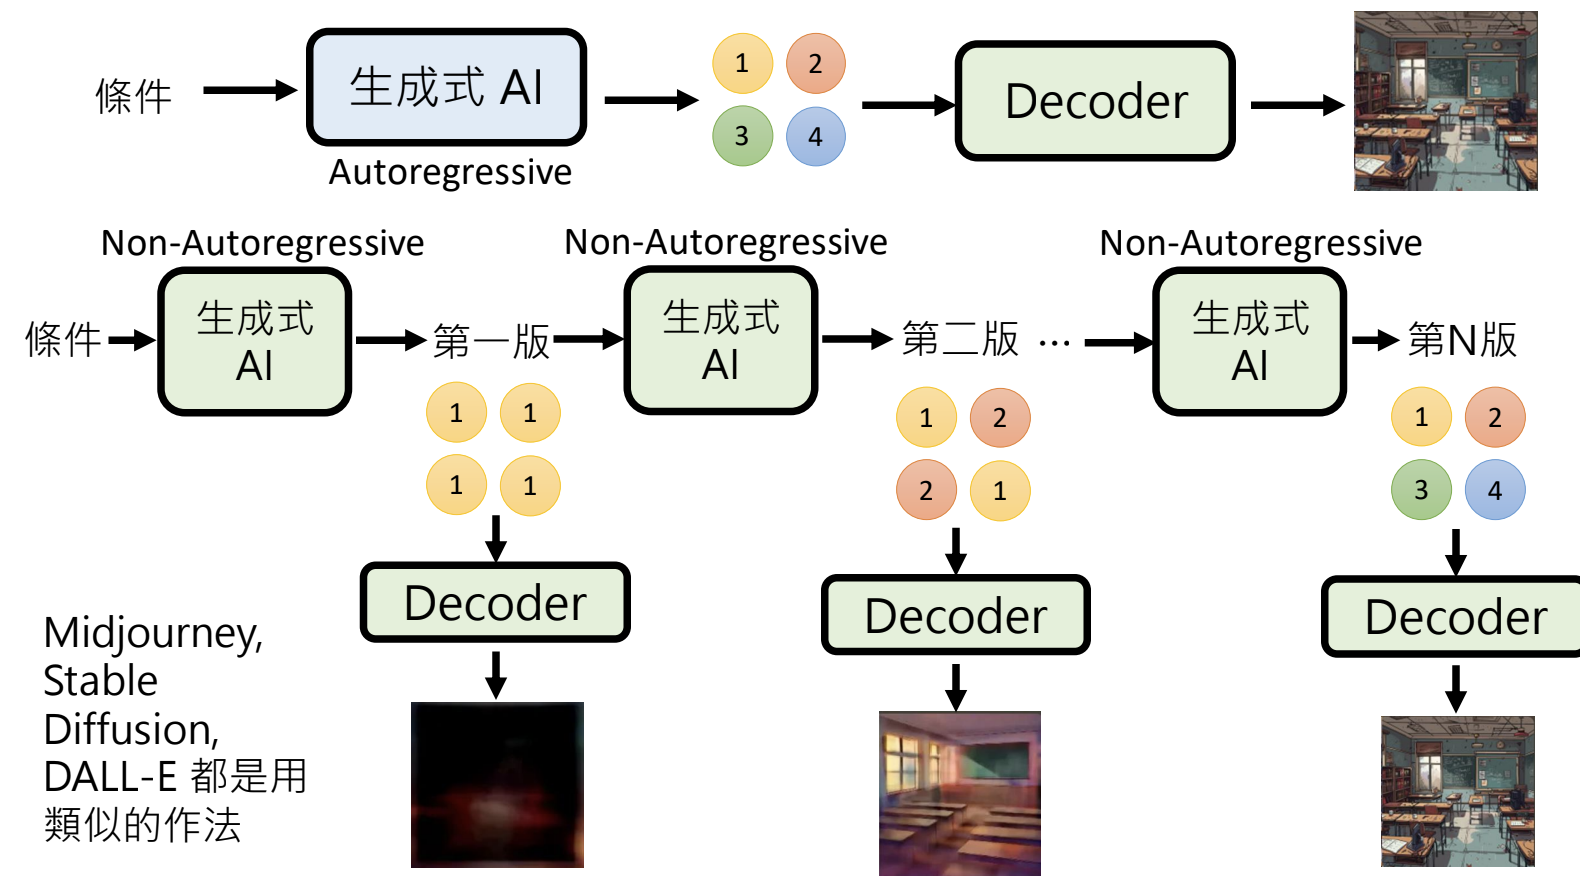 條件
生成式 AI
Autoregressive
1
2
3
4
Decoder
Non-Autoregressive
Non-Autoregressive
Non-Autoregressive
條件
生成式
AI
第一版
生成式
AI
第二版
...
生成式
AI
第N版
1
1
1
1
1
2
2
1
1
2
3
4
Decoder
Decoder
Decoder
Midjourney,
Stable
Diffusion,
DALL-E 都是用
類似的作法